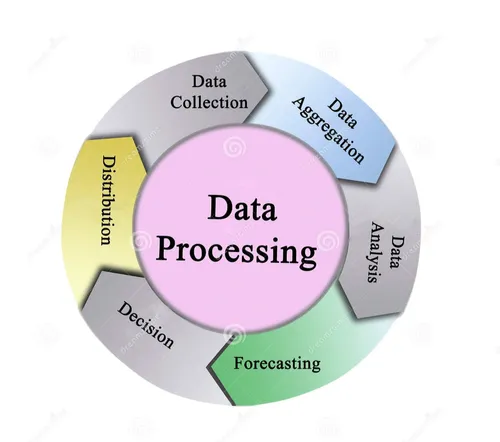 Data
Collection
Data
Aggregation
Data
Analysis
Forecasting
Decision
Distribution
Data
Processing